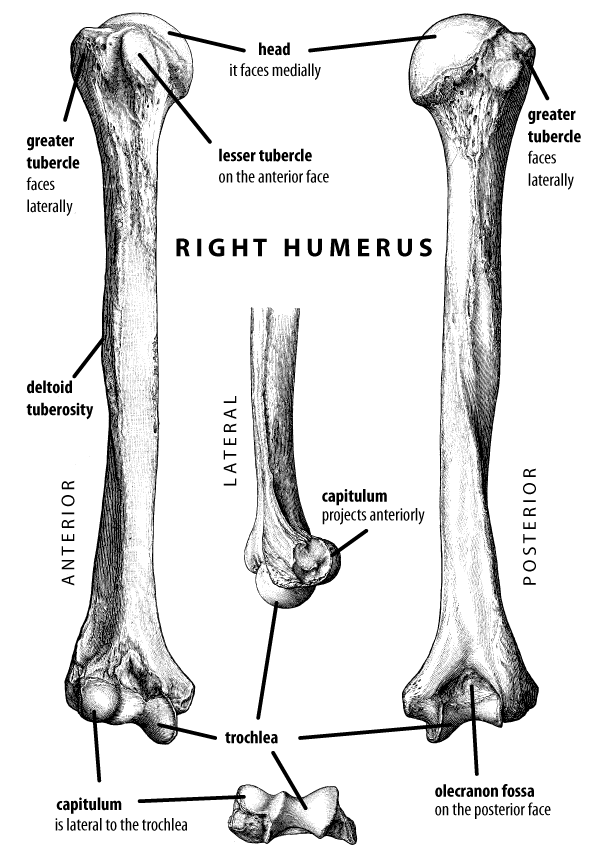 head
it faces medially
greater
tubercle
faces
laterally
lesser tubercle
on the anterior face
greater
tubercle
faces
laterally
RIGHT HUMERUS
deltoid
tuberosity
LATERAL
ANTERIOR
capitulum
projects anteriorly
POSTERIOR
trochlea
capitulum
is lateral to the trochlea
olecranon fossa
on the posterior face